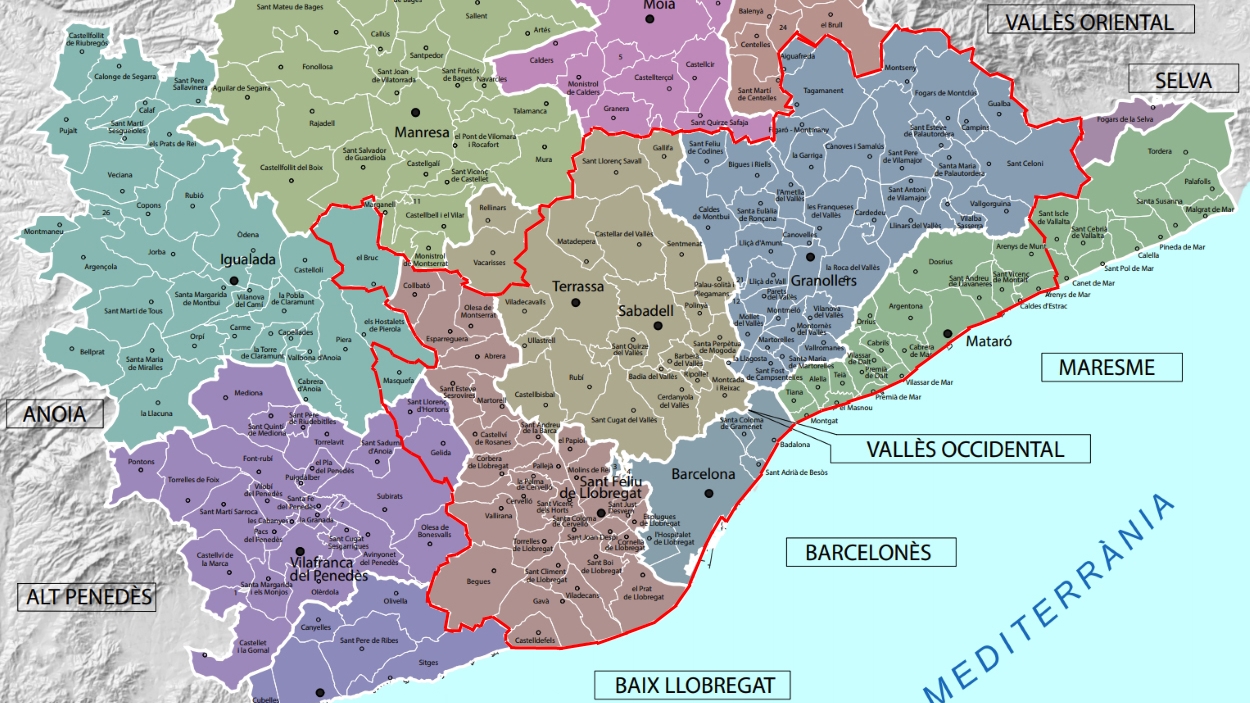 Sant Mateu de Bages
de Bages
Sallent
Moià
Balenyà
24
el Brull
VALLÈS ORIENTAL
Castellfollit
de Riubregós
Callús
Artés
Centelles
Santpedor
Calders
5
Aiguafreda
Calonge de Segarra
Fonollosa
Sant Joan
de Vilatorrada
Sant Fruitós
de Bages
Navarcles
Monistrol
de Calders
Castellterçol
Castellcir
Montseny
SELVA
Sant Pere
Sallavinera
Aguilar de Segarra
Sant Martí
de Centelles
Tagamanent
Fogars de Montclús
Gualba
Calaf
Rajadell
Manresa
Talamanca
Granera
Sant Quirze Safaja
Figaró - Montmany
Fogars de la Selva
Pujalt
Sant Martí
Sesgueioles
els Prats de Rei
el Pont de Vilomara
i Rocafort
Sant Esteve
de Palautordera
Campins
Mura
Gallifa
Sant Feliu
de Codines
Cànoves i Samalús
Tordera
Veciana
Castellfollit del Boix
Sant Salvador
de Guardiola
Castellgalí
Sant Vicenç
de Castellet
Sant Llorenç Savall
Bigues i Riells
la Garriga
Sant Pere
de Vilamajor
Santa Maria
de Palautordera
Sant Celoni
Palafolls
Rubió
Copons
26
Marganell
11
Castellbell i el Vilar
Rellinars
Caldes
de Montbui
Santa Eulàlia
de Ronçana
l'Ametlla
del Vallès
les Franqueses
del Vallès
Sant Antoni
de Vilamajor
Cardedeu
Llinars del Vallès
Vallgorguina
Vilalba
Sasserra
Sant Iscle
de Vallalta
Santa Susanna
Malgrat de Mar
Montmaneu
Òdena
Castellar del Vallès
Matadepera
Sentmenat
Canovelles
Lliçà d'Amunt
Sant Cebrià
de Vallalta
Pineda de Mar
Calella
Jorba
Igualada
Castellolí
el Bruc
Monistrol
de Montserrat
Vacarisses
Arenys de Munt
Argençola
Dosrius
Sant Pol de Mar
la Roca del Vallès
Granollers
Santa Margarida
de Montbui
Vilanova
del Camí
la Pobla
de Claramunt
Collbató
Terrassa
Palau-solità i
Plegamans
Lliçà de Vall
Parets
del Vallès
Sant Andreu
de Llavaneres
Sant Vicenç
de Montalt
Canet de Mar
Arenys de Mar
Caldes d'Estrac
Sant Martí de Tous
Olesa de
Montserrat
Viladecavalls
Sabadell
Polinyà
12
Mollet
del Vallès
Montmeló
Vilanova
del Vallès
Argentona
Òrrius
els Hostalets
de Pierola
Esparreguera
Mataró
Orpí
Carme
Capellades
la Torre
de Claramunt
Vallbona d'Anoia
Piera
Ullastrell
Sant Quirze
del Vallès
Santa Perpètua
de Mogoda
Martorelles
Montornès
del Vallès
Vallromanes
Cabrils
Cabrera
de Mar
Bellprat
Santa Maria
de Miralles
Abrera
Barberà
del Vallès
Badia del Vallès
Ripollet
la Llagosta
Sant Fost
de Campsentelles
Santa Maria
de Martorelles
Vilassar
de Dalt
Premià
de Dalt
MARESME
Masquefa
Cabrera
d'Anoia
Rubí
Teià
Alella
Tiana
Vilassar de Mar
Premià de Mar
el Masnou
Mediona
Sant Esteve
Sesrovires
Martorell
Castellbisbal
Cerdanyola
del Vallès
Montcada
i Reixac
la Llacuna
ANOIA
Sant Llorenç
d'Hortons
Sant Cugat del Vallès
Santa Coloma
de Gramenet
Montgat
Sant Quintí
de Mediona
Sant Pere
de Riudebitlles
Torrelavit
Sant Sadurní
d'Anoia
Sant Andreu
de la Barca
Castellví
de Rosanes
el Papiol
Badalona
VALLÈS OCCIDENTAL
Gelida
Pontons
Font-rubí
el Pla
del Penedès
Corbera
de Llobregat
Pallejà
Molins de Rei
Barcelona
Sant Adrià de Besòs
Torrelles de Foix
Puigdàlber
Vilobí
del Penedès
la Palma
de Cervelló
Sant Feliu
de Llobregat
Subirats
Santa Fe
del Penedès
7
Cervelló
Sant Vicenç
dels Horts
Sant Just
Desvern
Sant Martí Sarroca
les Cabanyes
la Granada
Vallirana
Santa Coloma
de Cervelló
Esplugues
de Llobregat
Pacs
del Penedès
Sant Cugat
Sesgarrigues
Olesa de
Bonesvalls
Sant Joan Despí
l'Hospitalet
de Llobregat
Torrelles
de Llobregat
Cornellà
de Llobregat
Castellví de
la Marca
Vilafranca
del Penedès
Avinyonet
del Penedès
Sant Boi
de Llobregat
BARCELONÈS
Santa Margarida
i els Monjos
Olèrdola
Begues
Sant Climent
de Llobregat
Viladecans
el Prat
de Llobregat
ALT PENEDÈS
1
Olivella
Gavà
Canyelles
Castelldefels
Castellet
i la Gornal
Sant Pere de Ribes
Sitges
MEDITERRÀNIA
BAIX LLOBREGAT
Cubelles